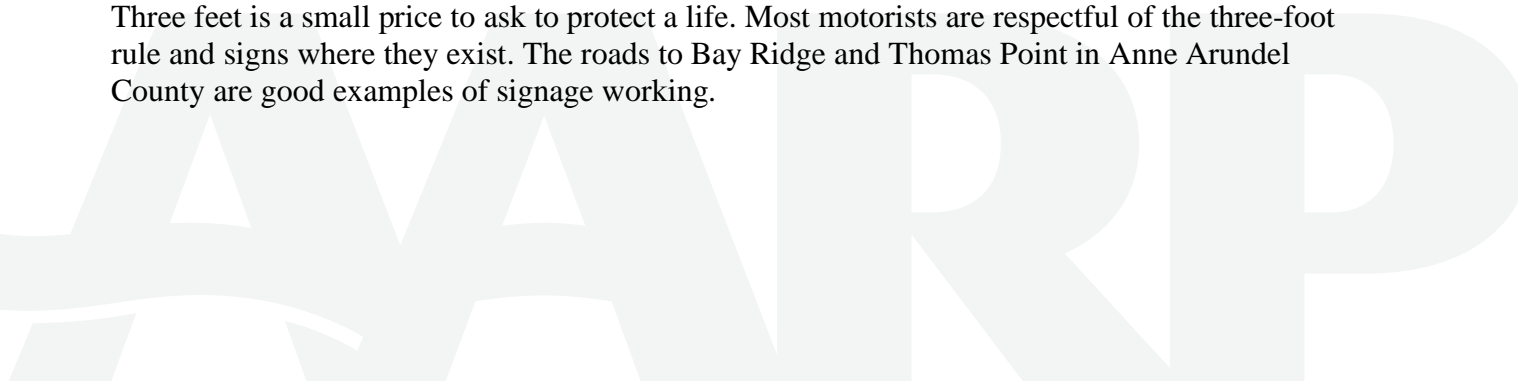 Three feet is a small price to ask to protect a life. Most motorists are respectful of the three-foot
rule and signs where they exist. The roads to Bay Ridge and Thomas Point in Anne Arundel
County are good examples of signage working.
AARP